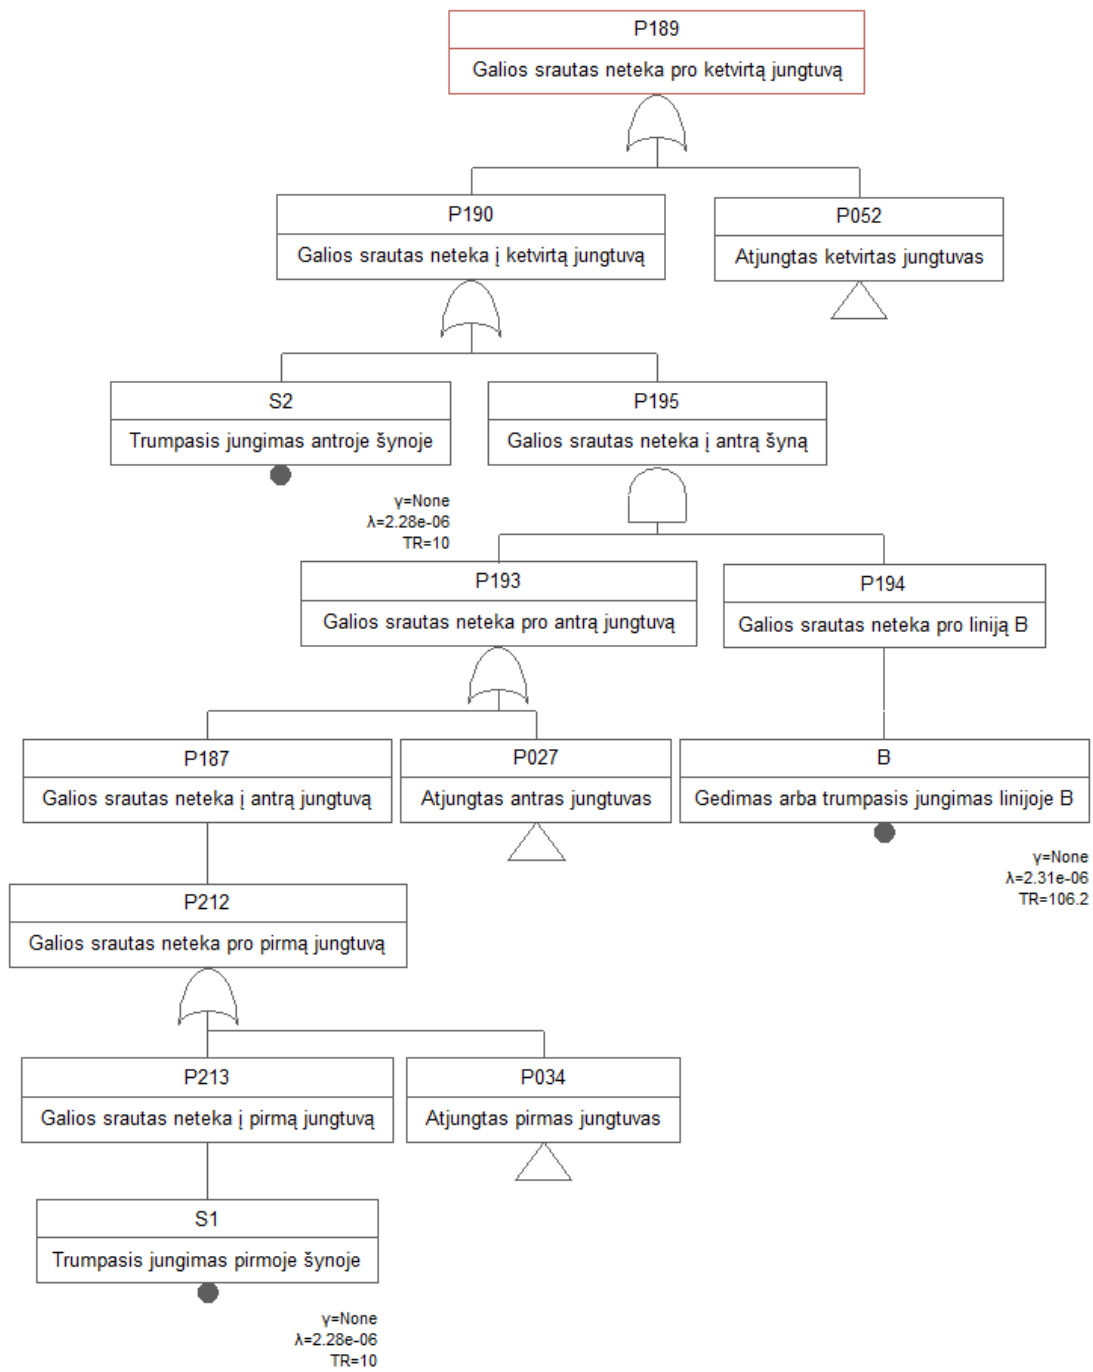 P189
Galios srautas neteka pro ketvirtą jungtuvą
P190
Galios srautas neteka į ketvirtą jungtuvą
P052
Atjungtas ketvirtas jungtuvas
S2
Trumpasis jungimas antroje šynoje
γ=None
λ=2.28e-06
TR=10
P195
Galios srautas neteka į antrą šyną
P193
Galios srautas neteka pro antrą jungtuvą
P194
Galios srautas neteka pro liniją B
P187
Galios srautas neteka į antrą jungtuvą
P027
Atjungtas antras jungtuvas
B
Gedimas arba trumpasis jungimas linijoje B
γ=None
λ=2.31e-06
TR=106.2
P212
Galios srautas neteka pro pirmą jungtuvą
P213
Galios srautas neteka į pirmą jungtuvą
P034
Atjungtas pirmas jungtuvas
S1
Trumpasis jungimas pirmoje šynoje
γ=None
λ=2.28e-06
TR=10